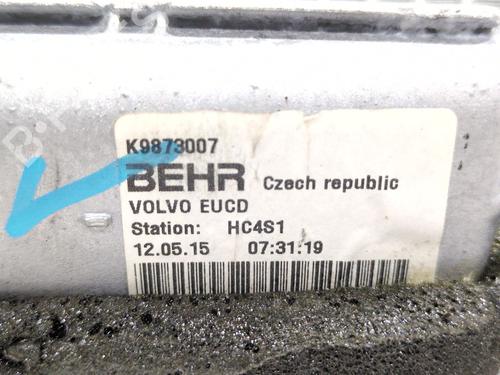 K9873007
BEHR Czech republic
VOLVO EUCD
Station: HC4S1
12.05.15 07:31:19